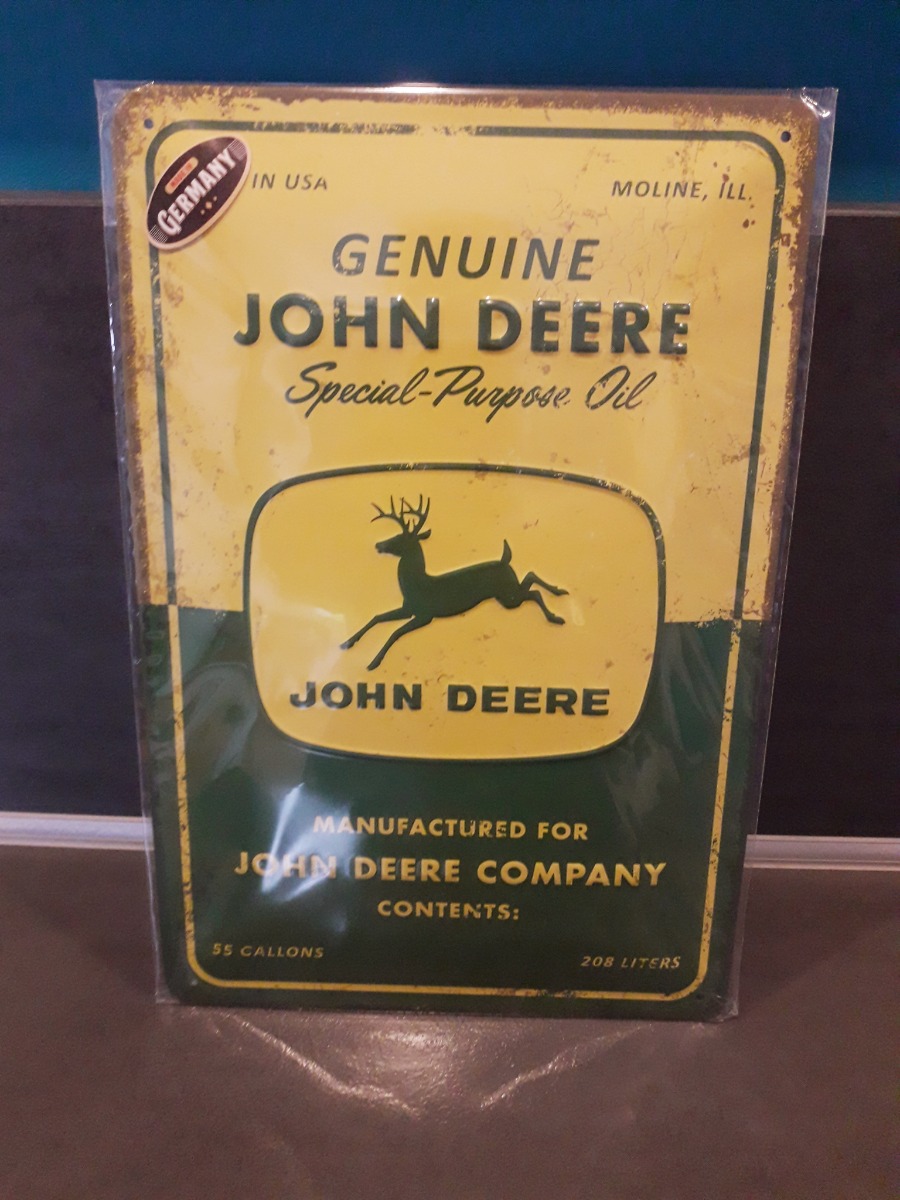 GERMANY
IN USA
MOLINE, ILL.
GENUINE
JOHN DEERE
Special-Purpose Oil
JOHN DEERE
MANUFACTURED FOR
JOHN DEERE COMPANY
CONTENTS:
55 GALLONS
208 LITERS